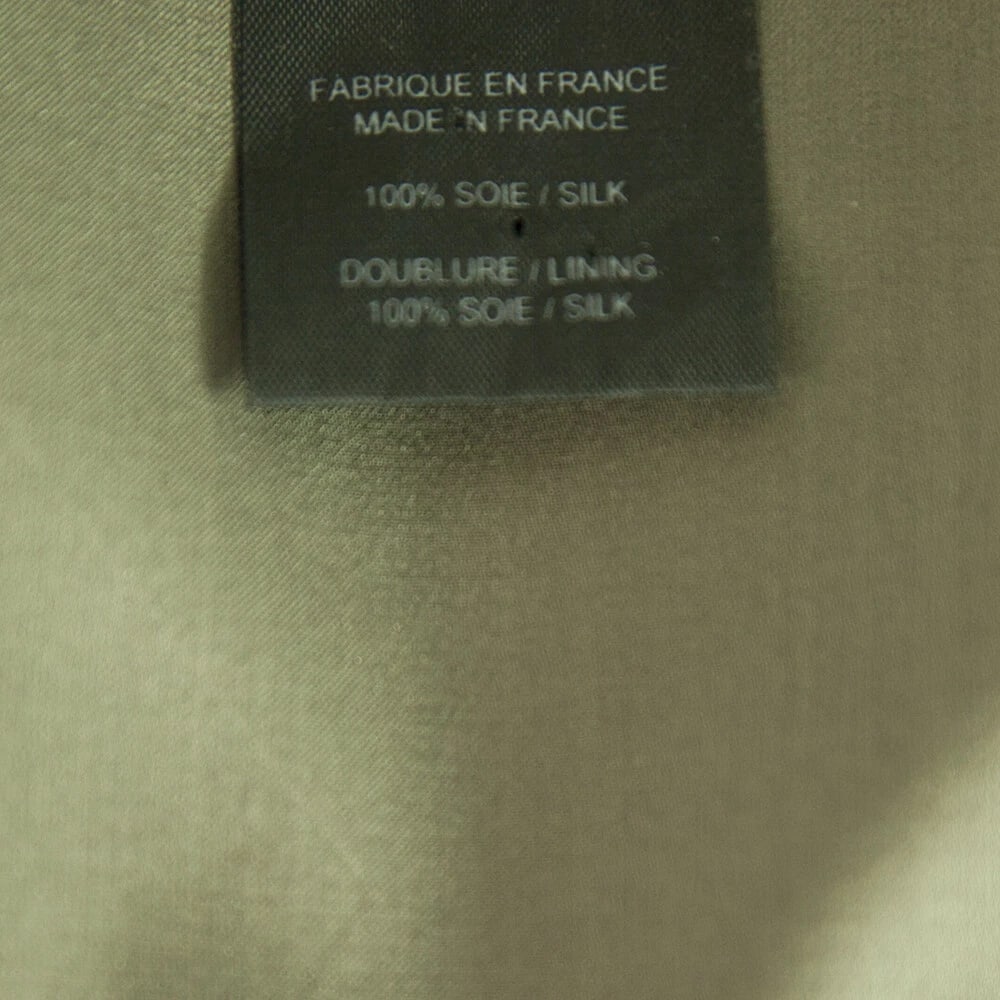 FABRIQUE EN FRANCE
MADE IN FRANCE
100% SOIE / SILK
DOUBLURE / LINING
100% SOIE / SILK